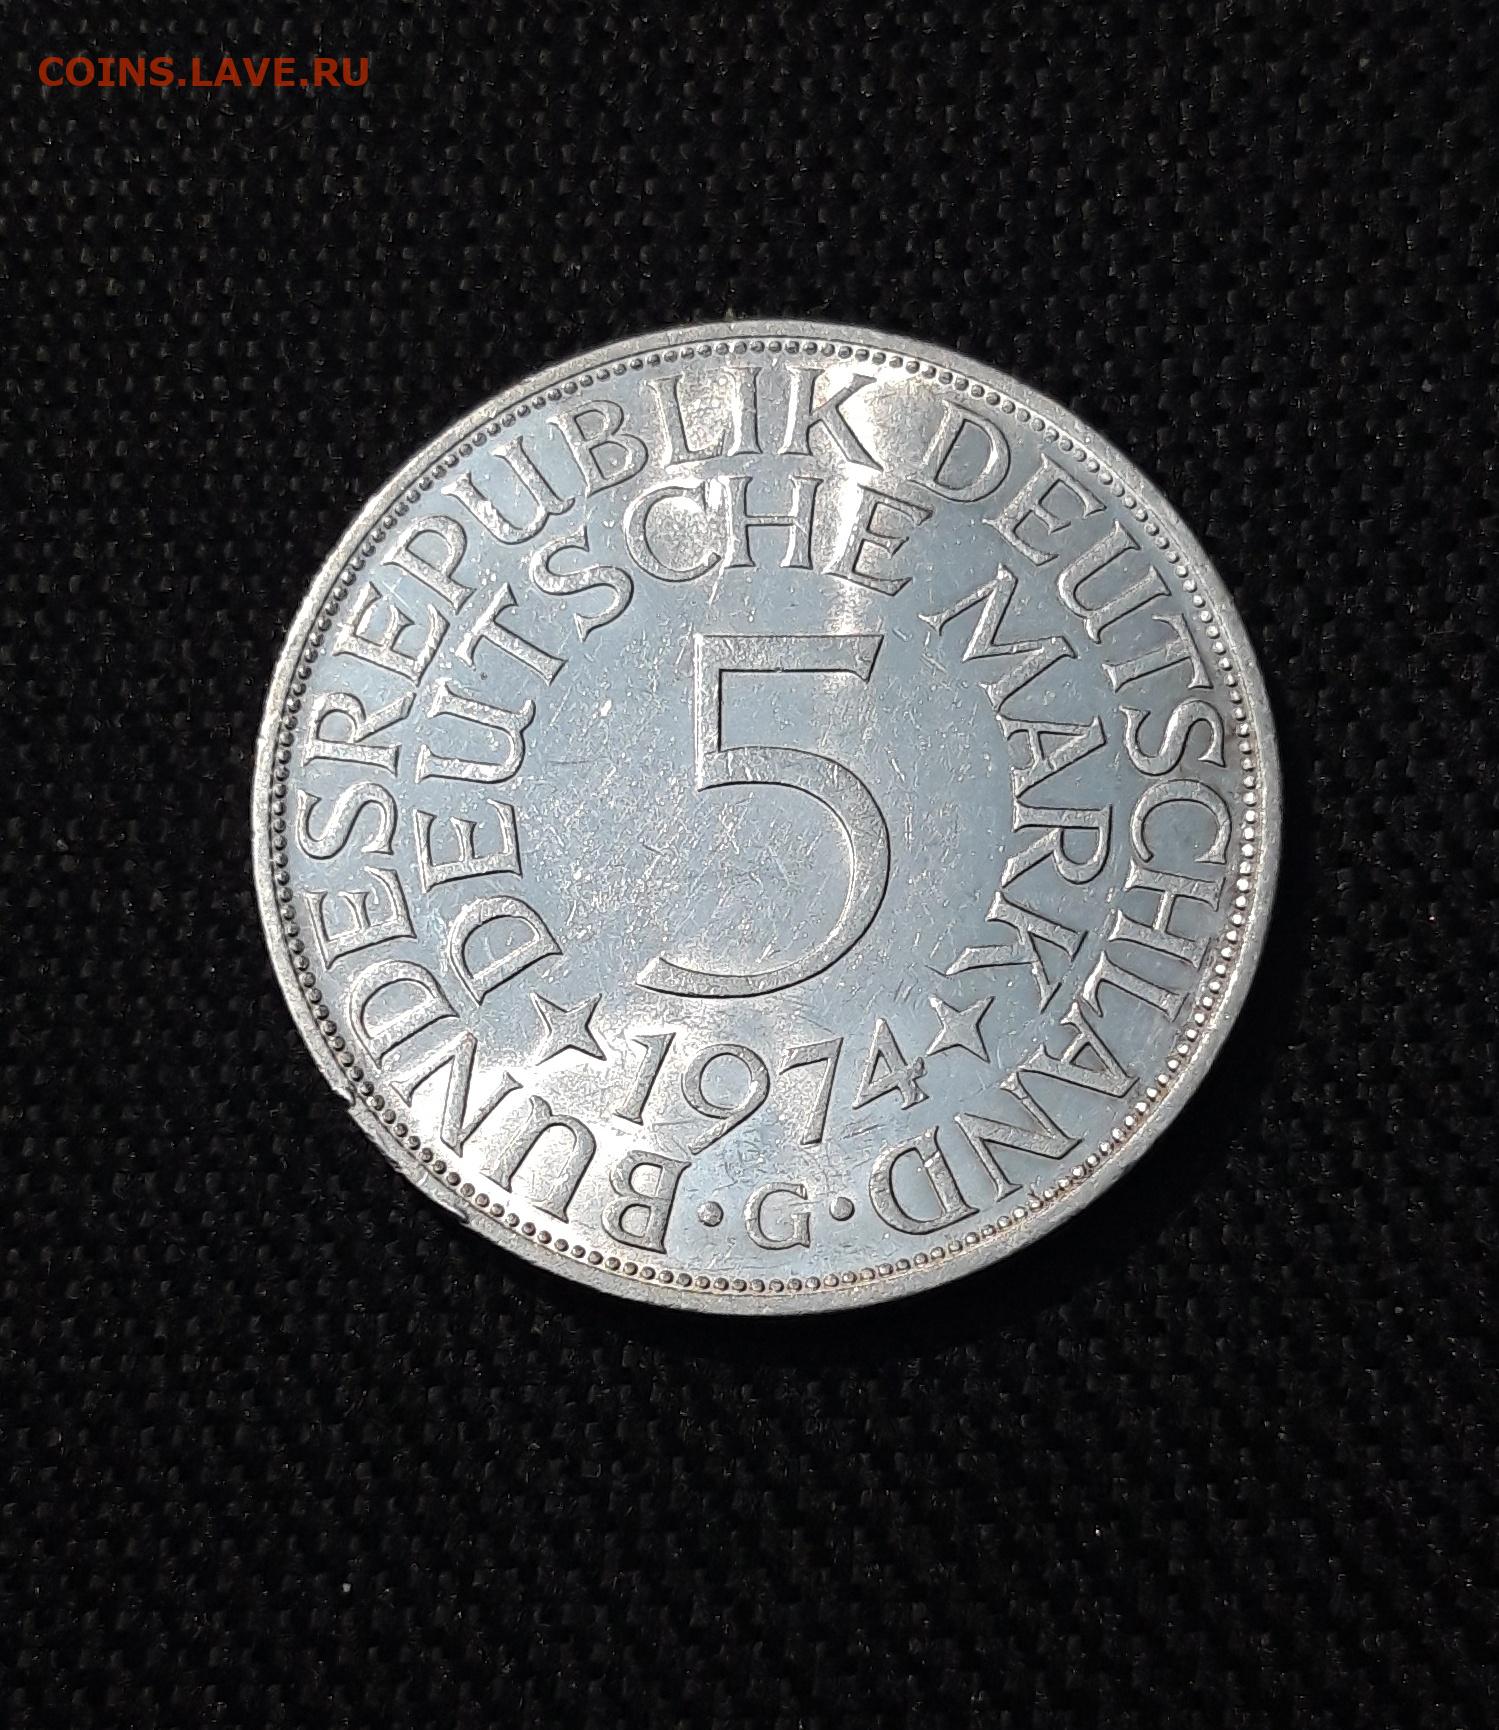 COINS.LAVE.RU
BUNDESREPUBLIK DEUTSCHLAND
DEUTSCHE MARK
5
1974
· G ·